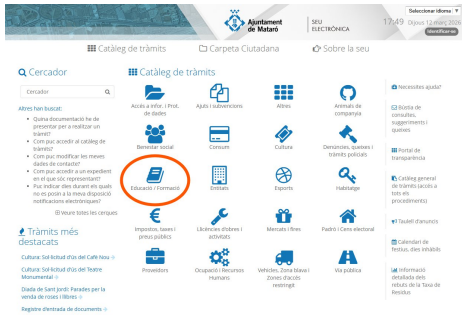 Seleccionar idioma ▼
Ajuntament
de Mataró
SEU
ELECTRÒNICA
17:49 Dijous 12 març 2026
Identificar-se
Catàleg de tràmits
Carpeta Ciutadana
Sobre la seu
Cercador
Cercador
Altres han buscat:
Quina documentació he de
presentar per a realitzar un
tràmit?
Com puc accedir al catàleg de
tràmits?
Com puc modificar les meves
dades de contacte?
Com puc accedir a un expedient
en el que sóc representant?
Puc indicar dies durant els quals
no es posin a la meva disposició
notificacions electròniques?
Veure totes les cerques
Tràmits més
destacats
Cultura: Sol·licitud d'ús del Café Nou
Cultura: Sol·licitud d'ús del Teatre
Monumental
Diada de Sant Jordi: Parades per la
venda de roses i llibres
Registre d'entrada de documents
Catàleg de tràmits
Accés a infor. i Prot.
de dades
Ajuts i subvencions
Altres
Animals de
companyia
Benestar social
Consum
Cultura
Denúncies, queixes i
tràmits policials
Educació i Formació
Entitats
Esports
Habitatge
Impostos, taxes i
preus públics
Llicències d'obres i
activitats
Mercats i fires
Padró i Cens electoral
Proveïdors
Ocupació i Recursos
Humans
Vehicles, Zona blava i
Zones d'accés
restringit
Via pública
Necessites ajuda?
Bústia de
consultes,
suggeriments i
queixes
Portal de
transparència
Catàleg general
de tràmits (accés a
tots els
procediments)
Taulell d'anuncis
Calendari de
festius, dies inhàbils
Informació
detallada dels
rebuts de la Taxa de
Residus